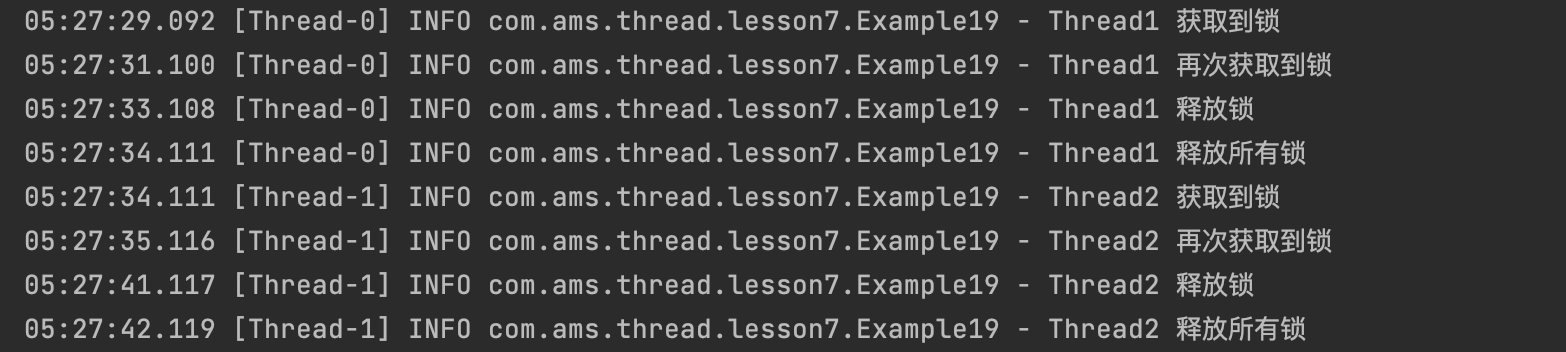 05:27:29.092 [Thread-0] INFO com.ams.thread.lesson7.Example19 - Thread1 获取到锁
05:27:31.100 [Thread-0] INFO com.ams.thread.lesson7.Example19 - Thread1 再次获取到锁
05:27:33.108 [Thread-0] INFO com.ams.thread.lesson7.Example19 - Thread1 释放锁
05:27:34.111 [Thread-0] INFO com.ams.thread.lesson7.Example19 - Thread1 释放所有锁
05:27:34.111 [Thread-1] INFO com.ams.thread.lesson7.Example19 - Thread2 获取到锁
05:27:35.116 [Thread-1] INFO com.ams.thread.lesson7.Example19 - Thread2 再次获取到锁
05:27:41.117 [Thread-1] INFO com.ams.thread.lesson7.Example19 - Thread2 释放锁
05:27:42.119 [Thread-1] INFO com.ams.thread.lesson7.Example19 - Thread2 释放所有锁